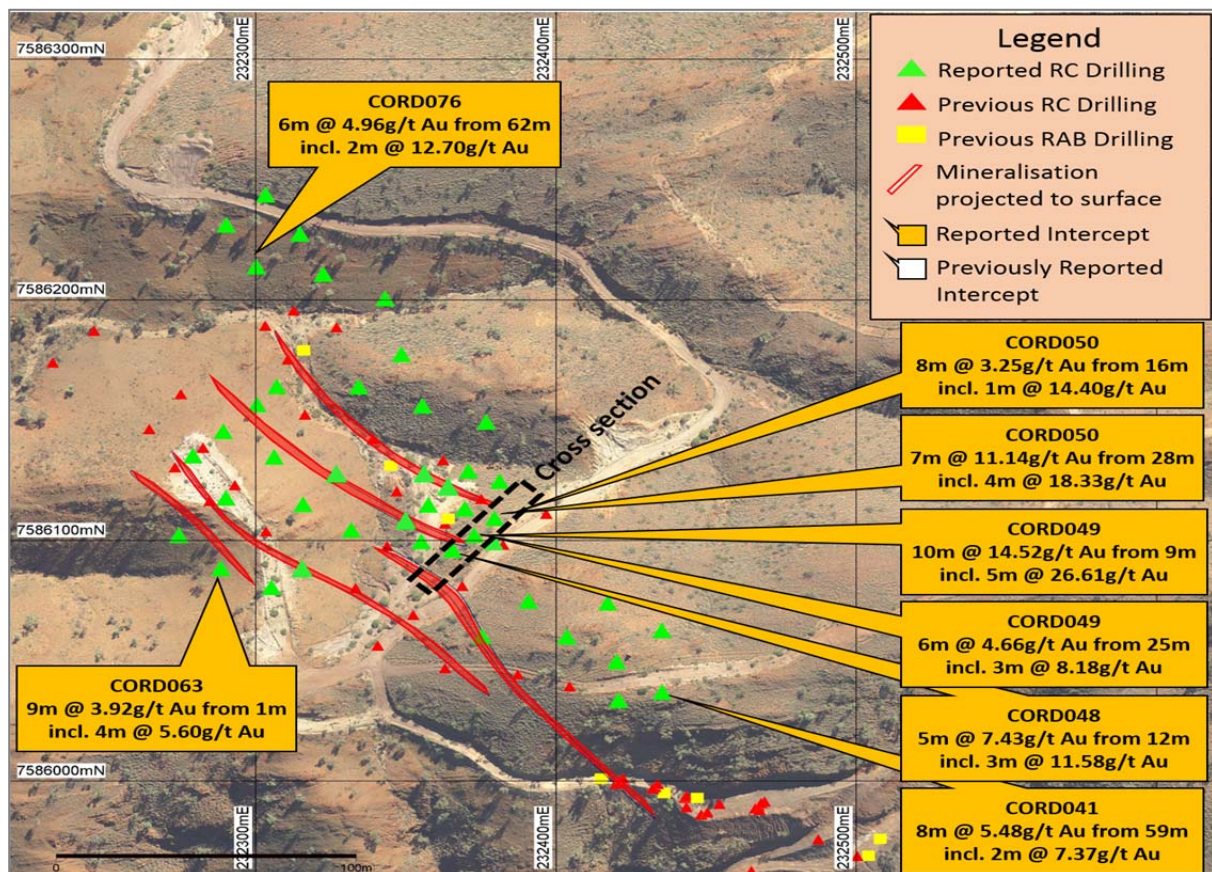 7586300mN
232300mE
232400mE
232500mE
Legend
Reported RC Drilling
Previous RC Drilling
Previous RAB Drilling
Mineralisation
projected to surface
Reported Intercept
Previously Reported
Intercept
CORD076
6m @ 4.96g/t Au from 62m
incl. 2m @ 12.70g/t Au
7586200mN
CORD050
8m @ 3.25g/t Au from 16m
incl. 1m @ 14.40g/t Au
Cross section
CORD050
7m @ 11.14g/t Au from 28m
incl. 4m @ 18.33g/t Au
7586100mN
CORD049
10m @ 14.52g/t Au from 9m
incl. 5m @ 26.61g/t Au
CORD049
6m @ 4.66g/t Au from 25m
incl. 3m @ 8.18g/t Au
CORD063
9m @ 3.92g/t Au from 1m
incl. 4m @ 5.60g/t Au
CORD048
5m @ 7.43g/t Au from 12m
incl. 3m @ 11.58g/t Au
7586000mN
CORD041
8m @ 5.48g/t Au from 59m
incl. 2m @ 7.37g/t Au
232300mE
232400mE
232500mE
0
100m